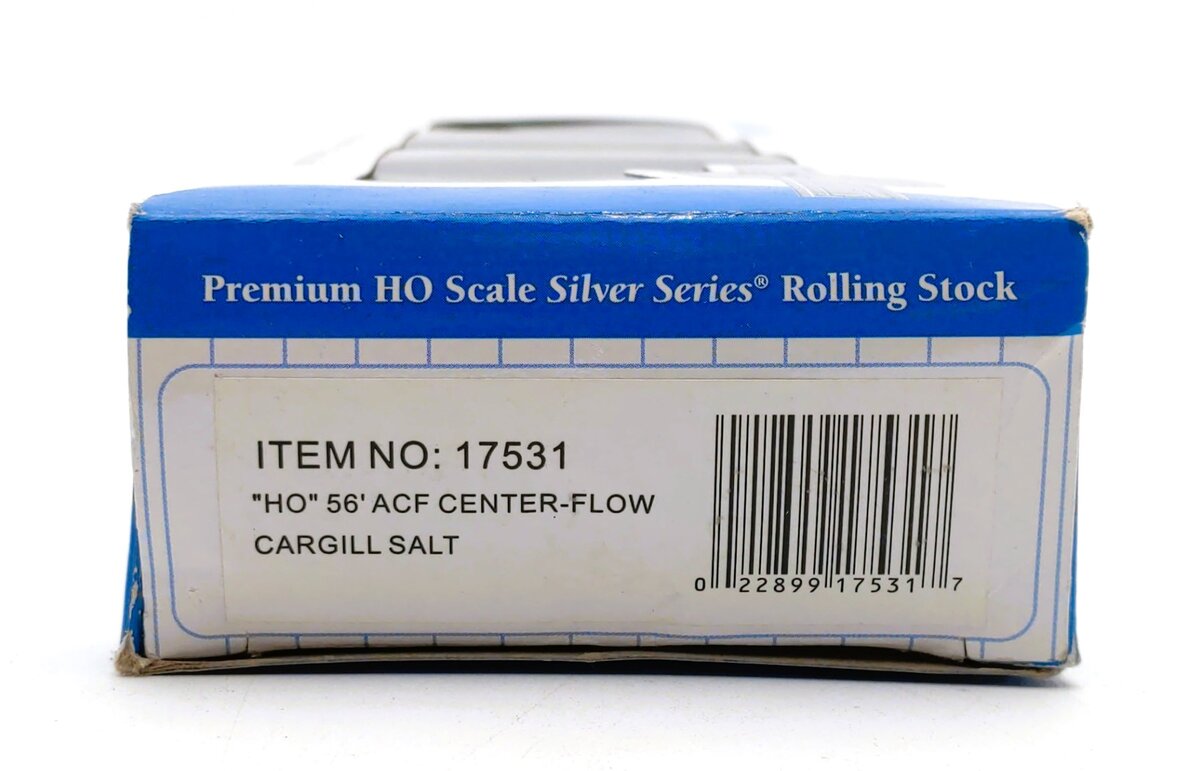 Premium HO Scale Silver Series® Rolling Stock
ITEM NO: 17531
"HO" 56' ACF CENTER-FLOW
CARGILL SALT
0 22899 17531 7